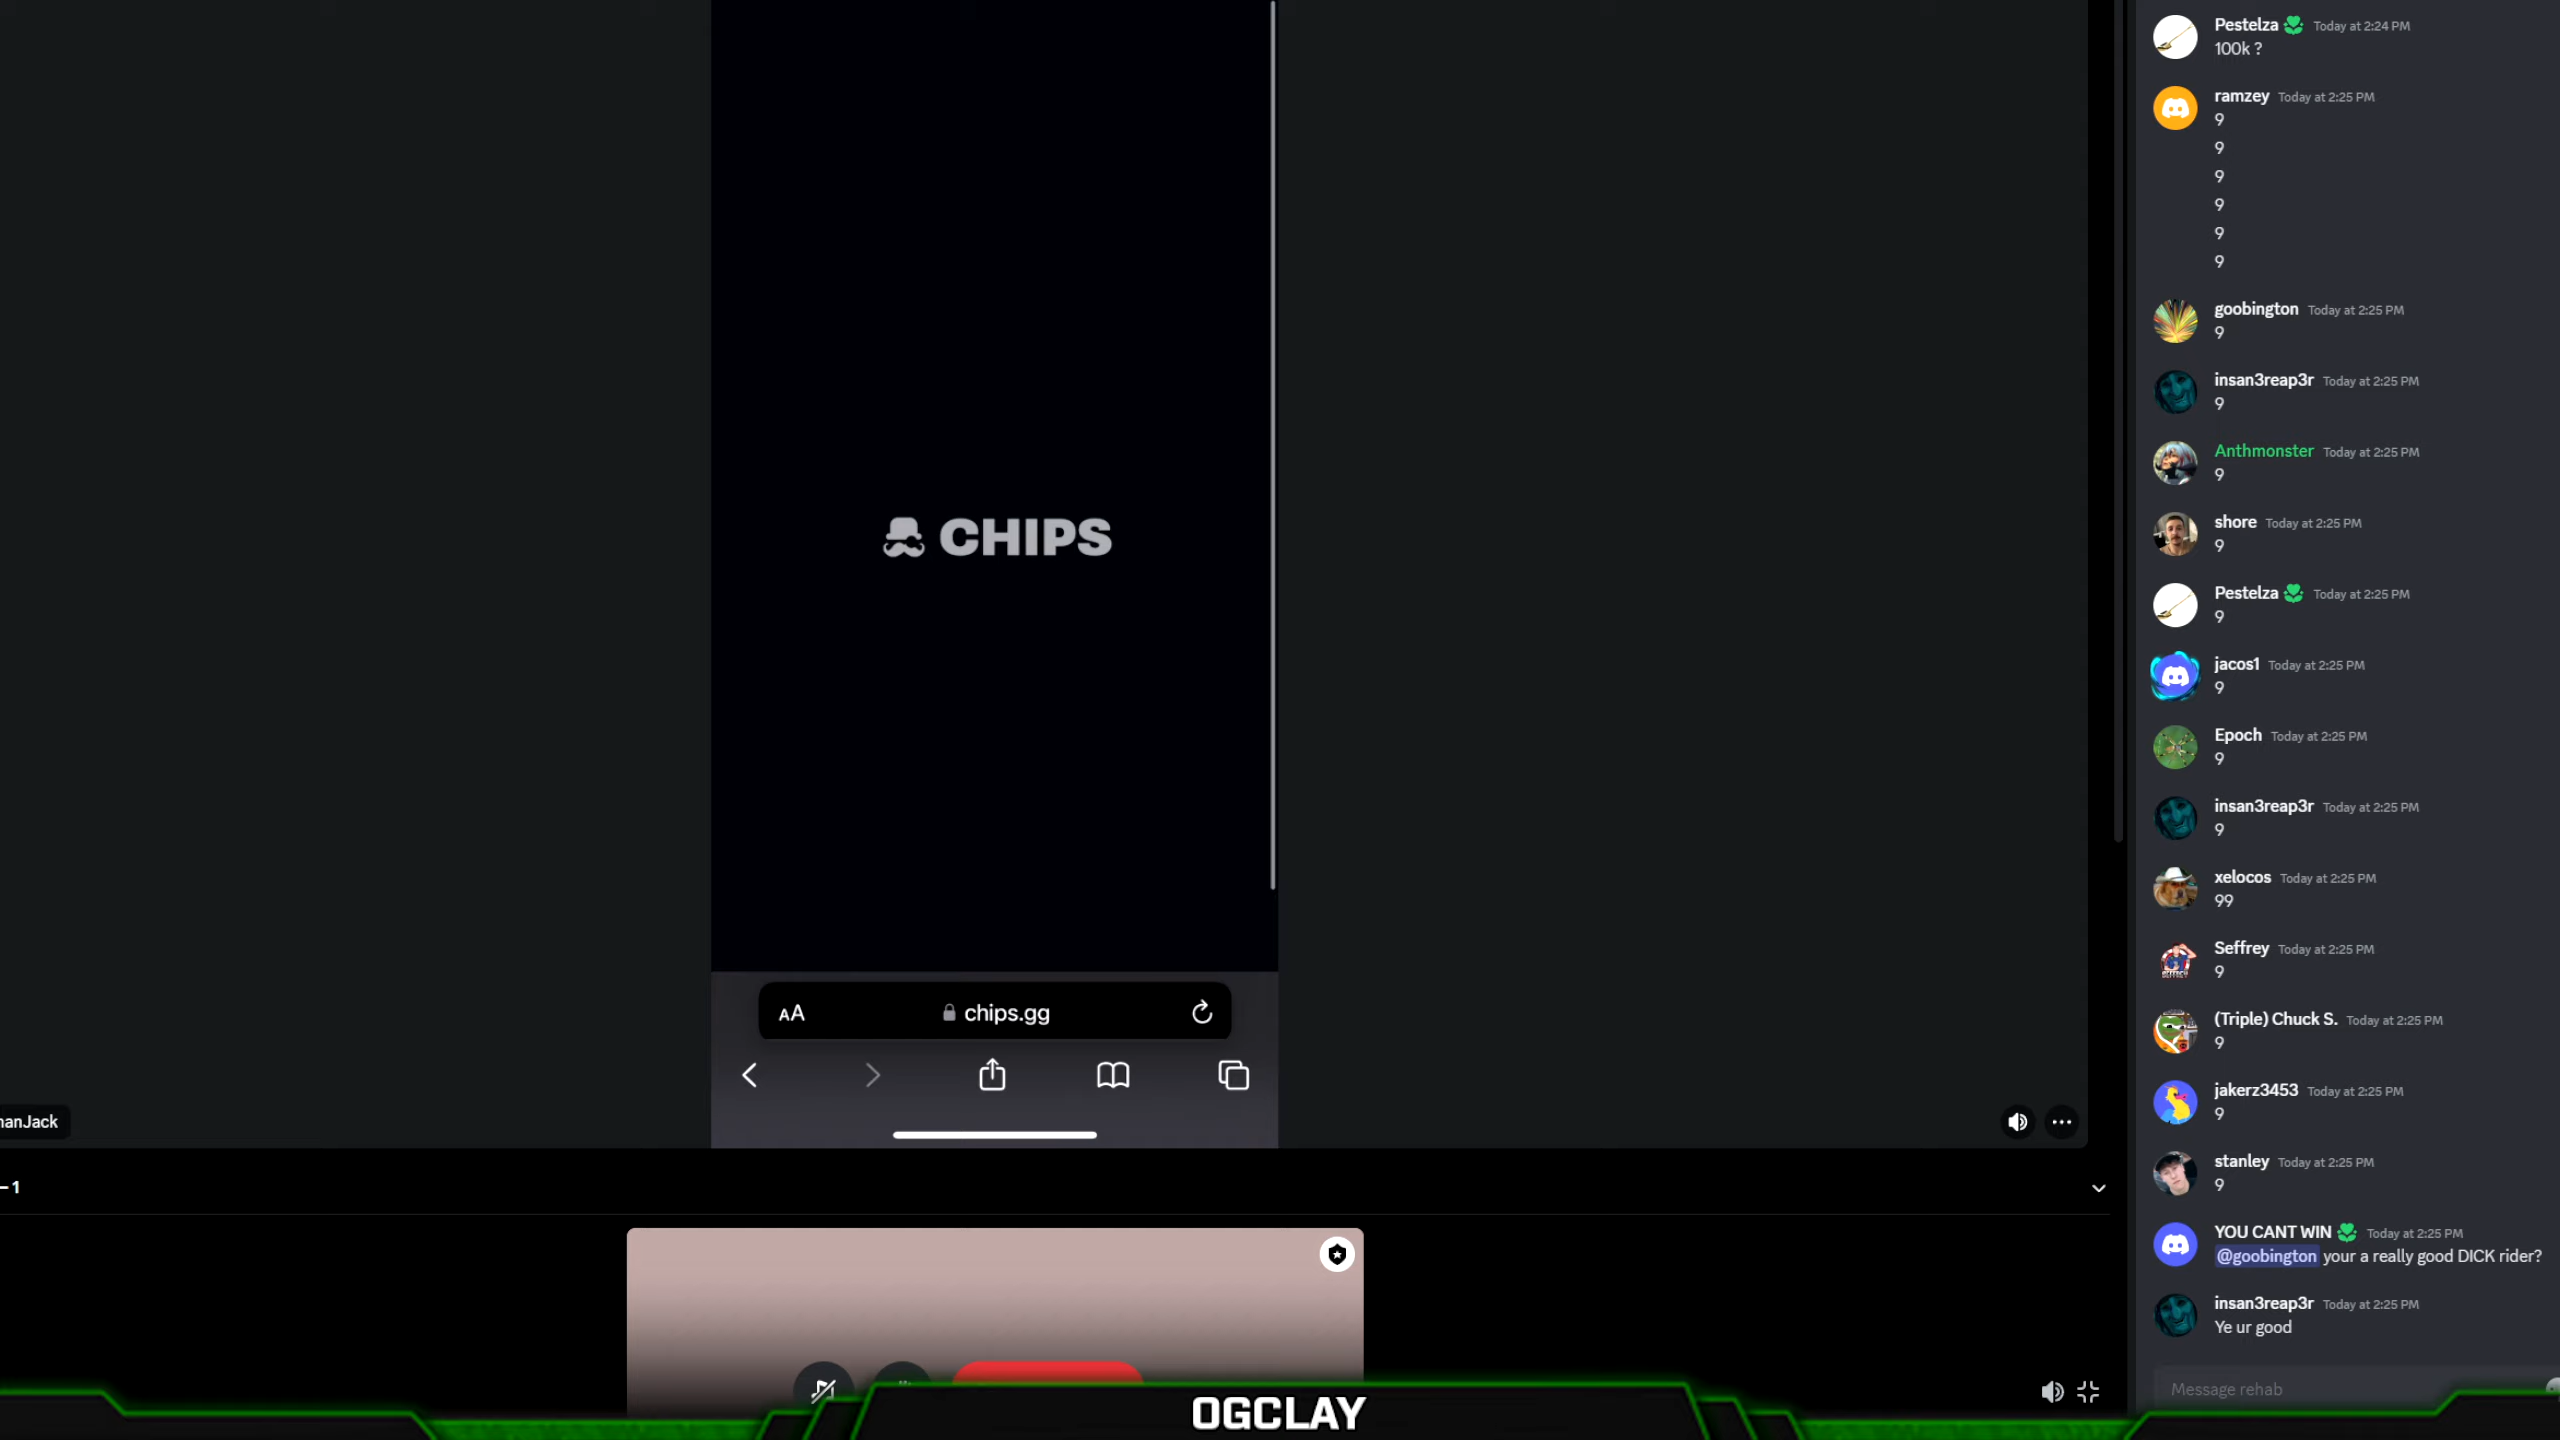 CHIPS
AA
chips.gg
manJack
1
Pestelza Today at 2:24 PM
100k ?
ramzey Today at 2:25 PM
9
9
9
9
9
9
goobington Today at 2:25 PM
9
insan3reap3r Today at 2:25 PM
9
Anthmonster Today at 2:25 PM
9
shore Today at 2:25 PM
9
Pestelza Today at 2:25 PM
9
jacos1 Today at 2:25 PM
9
Epoch Today at 2:25 PM
9
insan3reap3r Today at 2:25 PM
9
xelocos Today at 2:25 PM
99
Seffrey Today at 2:25 PM
9
(Triple) Chuck S. Today at 2:25 PM
9
jakerz3453 Today at 2:25 PM
9
stanley Today at 2:25 PM
9
YOU CANT WIN Today at 2:25 PM
@goobington your a really good DICK rider?
insan3reap3r Today at 2:25 PM
Ye ur good
Message rehab
OGCLAY